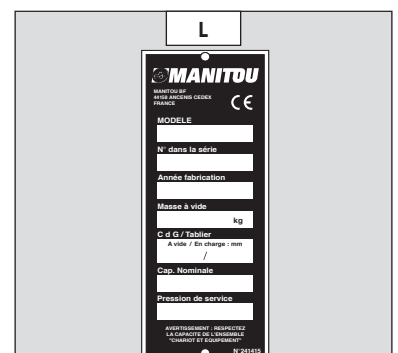 L
MANITOU
MANITOU BF
44158 ANCENIS CEDEX
FRANCE
CE
MODELE
N° dans la série
Année fabrication
Masse à vide
kg
C d G / Tablier
A vide / En charge : mm
/
Cap. Nominale
Pression de service
AVERTISSEMENT : RESPECTEZ
LA CAPACITE DE L'ENSEMBLE
"CHARIOT ET EQUIPEMENT"
N°241415